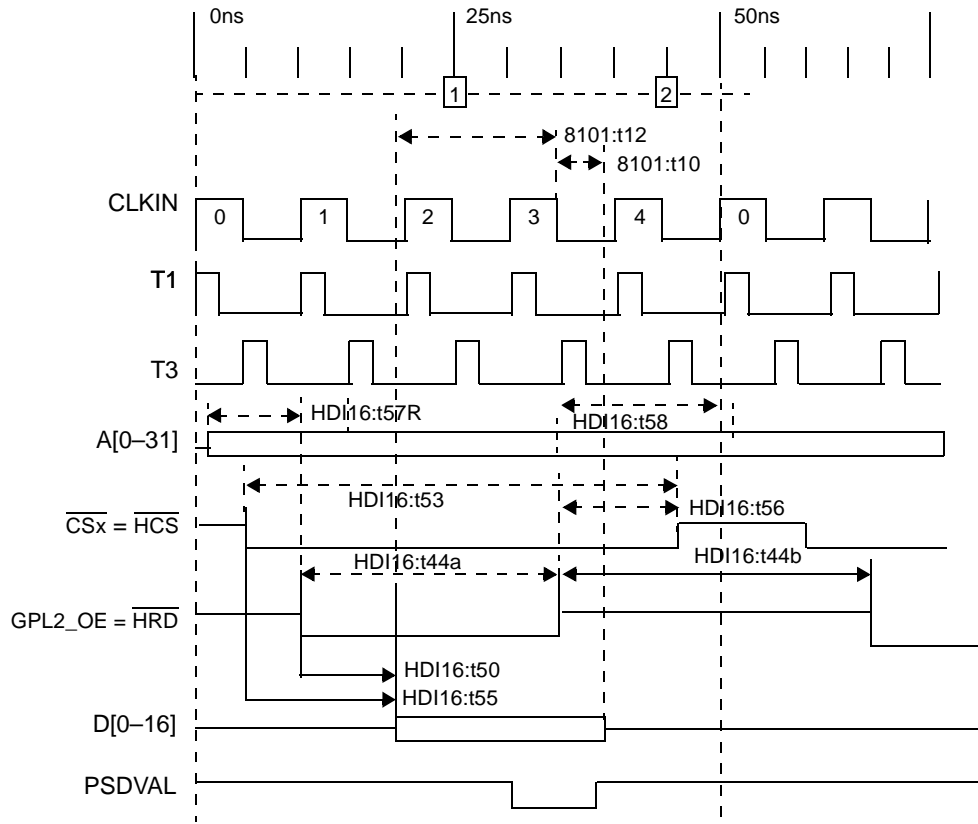 0ns 25ns 50ns
1 2
8101:t12
8101:t10
CLKIN 0 1 2 3 4 0
T1
T3
HDI16:t57R
HDI16:t58
A[0–31]
HDI16:t53
HDI16:t56
CSx = HCS
HDI16:t44a
HDI16:t44b
GPL2_OE = HRD
HDI16:t50
HDI16:t55
D[0–16]
PSDVAL